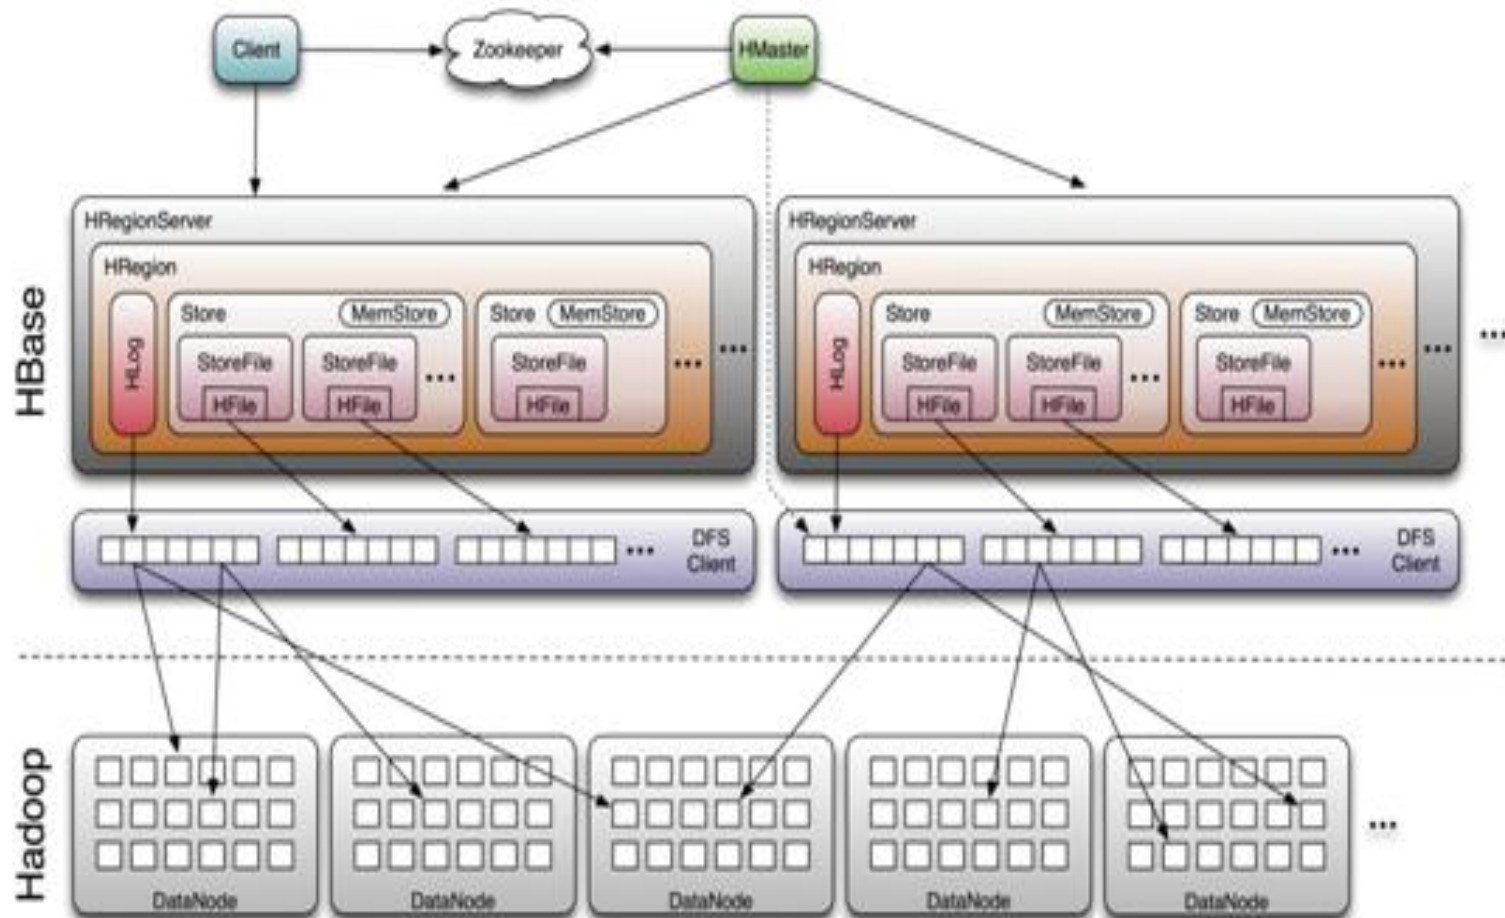 Client
Zookeeper
HMaster
HBase
HRegionServer
HRegion
HLog
Store
MemStore
StoreFile
HFile
StoreFile
HFile
...
Store
MemStore
StoreFile
HFile
...
...
HRegionServer
HRegion
HLog
Store
MemStore
StoreFile
HFile
StoreFile
HFile
...
Store
MemStore
StoreFile
HFile
...
...
...
...
DFS
Client
...
DFS
Client
Hadoop
DataNode
DataNode
DataNode
DataNode
DataNode
...